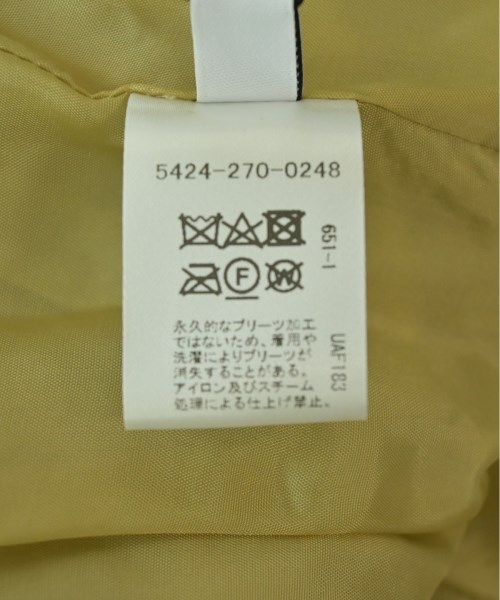 5424-270-0248
651-1
F
W
永久的なプリーツ加工
ではないため、着用や
洗濯によりプリーツが
消失することがある。
アイロン及びスチーム
処理による仕上げ禁止。
UAF183